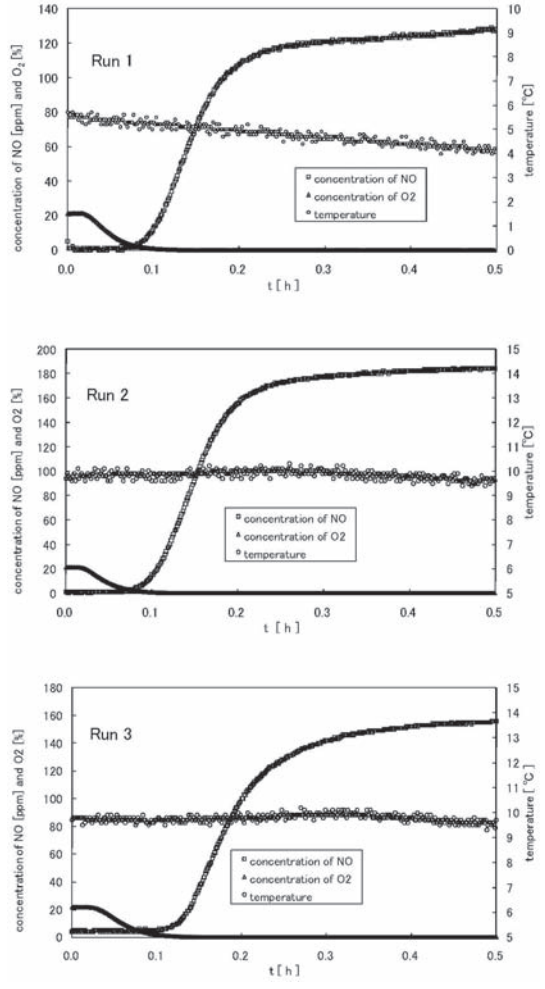 Run 1
concentration of NO [ppm] and O₂ [%]
140
120
100
80
60
40
20
0
10
9
8
7
6
5
4
3
2
1
0
temperature [°C]
concentration of NO
concentration of O2
temperature
0.0 0.1 0.2 0.3 0.4 0.5
t [ h ]
Run 2
concentration of NO [ppm] and O2 [%]
200
180
160
140
120
100
80
60
40
20
0
15
14
13
12
11
10
9
8
7
6
5
temperature [°C]
concentration of NO
concentration of O2
temperature
0.0 0.1 0.2 0.3 0.4 0.5
t [ h ]
Run 3
concentration of NO [ppm] and O2 [%]
180
160
140
120
100
80
60
40
20
0
15
14
13
12
11
10
9
8
7
6
5
temperature [°C]
concentration of NO
concentration of O2
temperature
0.0 0.1 0.2 0.3 0.4 0.5
t [ h ]